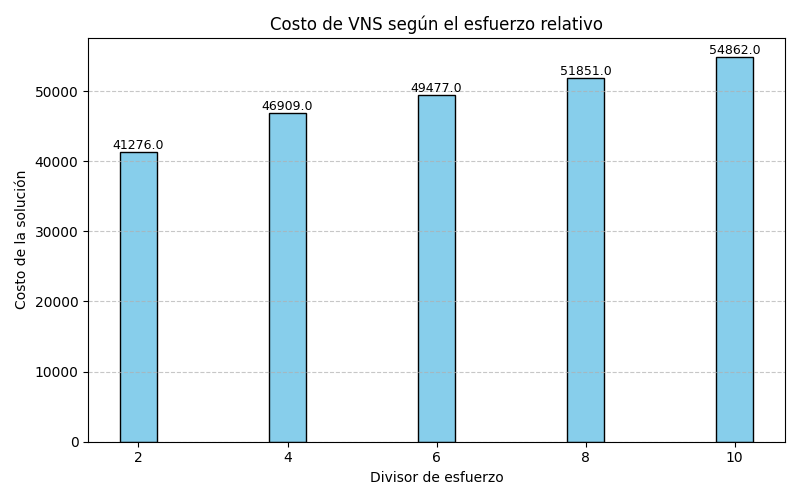 Costo de VNS según el esfuerzo relativo
54862.0
51851.0
49477.0
46909.0
41276.0
50000
40000
30000
20000
10000
0
Costo de la solución
2 4 6 8 10
Divisor de esfuerzo